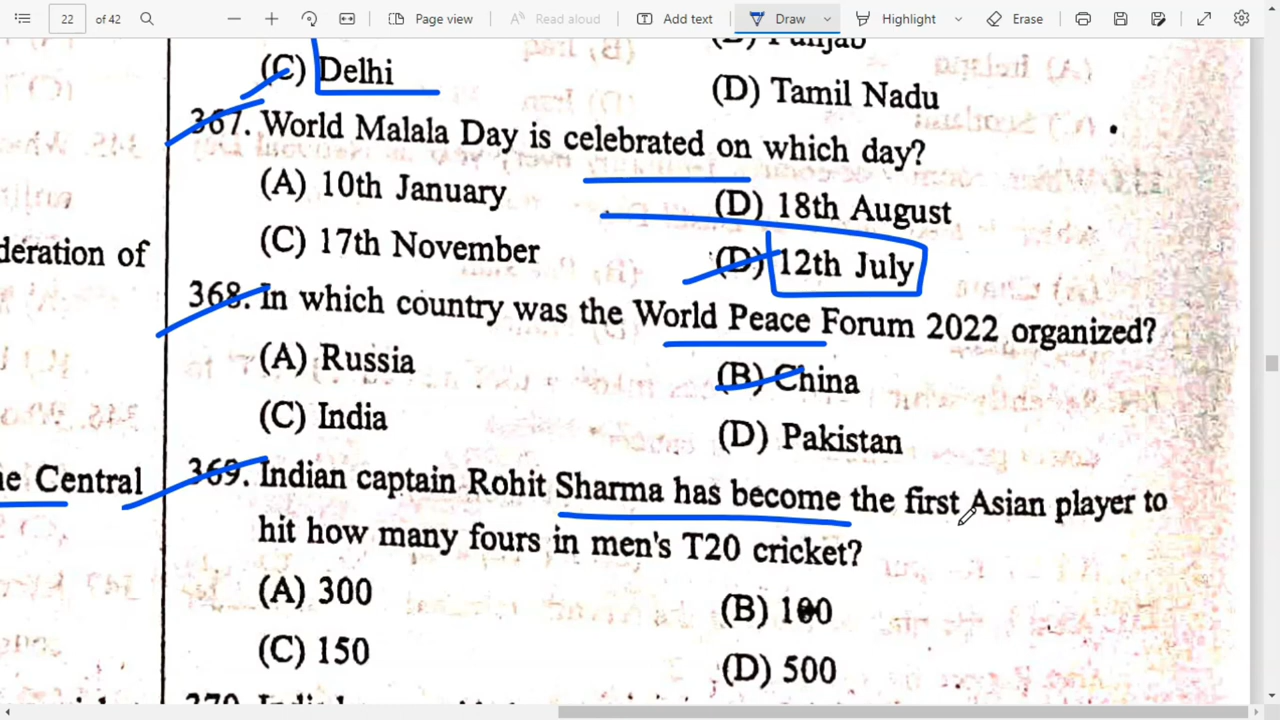 22 of 42 Page view Read aloud Add text Draw Highlight Erase
(C) Delhi
(D) Tamil Nadu
367. World Malala Day is celebrated on which day?
(A) 10th January (D) 18th August
(C) 17th November (D) 12th July
deration of
368. In which country was the World Peace Forum 2022 organized?
(A) Russia (B) China
(C) India (D) Pakistan
369. Indian captain Rohit Sharma has become the first Asian player to
hit how many fours in men's T20 cricket?
Central
(A) 300 (B) 100
(C) 150 (D) 500